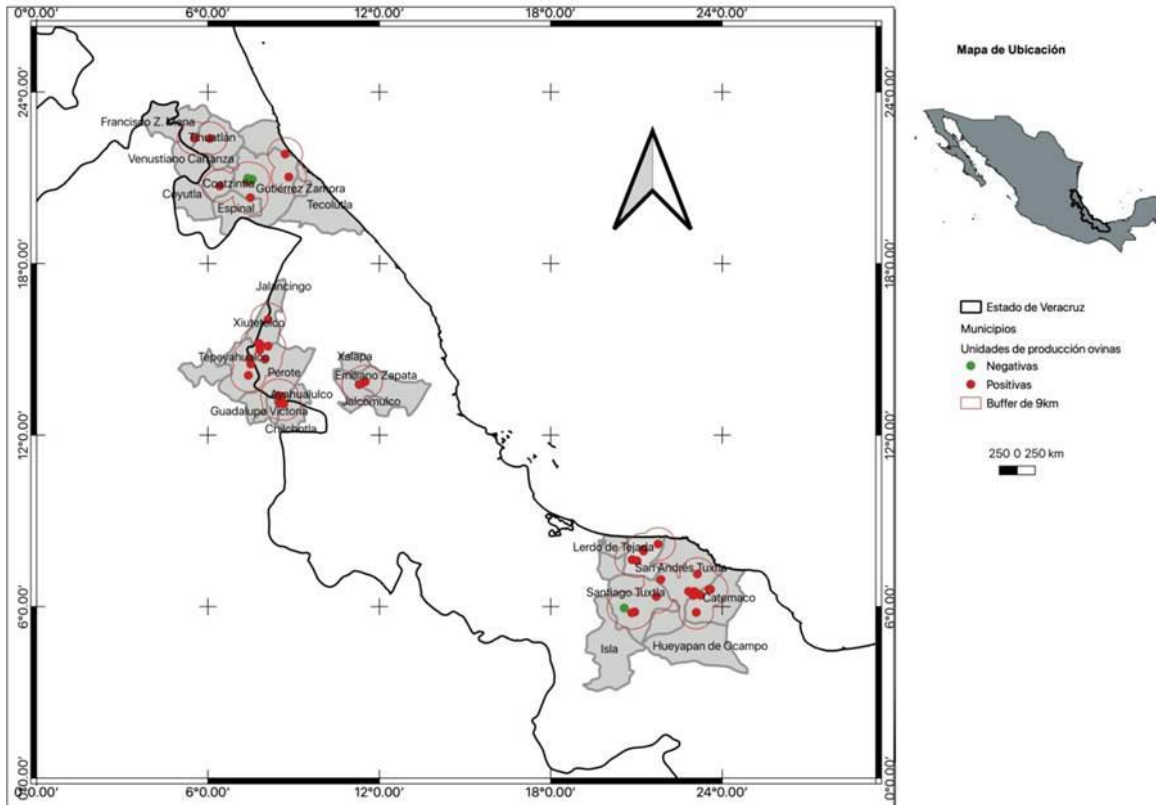 0°0.00'
6°0.00'
12°0.00'
18°0.00'
24°0.00'
24°0.00'
18°0.00'
12°0.00'
6°0.00'
0°0.00'
Francisco Z. Mena
Tihuatlán
Venustiano Carranza
Coatzintla
Coyutla
Gutiérrez Zamora
Espinal
Tecolutla
Jalancingo
Xiutetelco
Tepeyahualco
Perote
Xalapa
Emiliano Zapata
Jalcomulco
Ayahualulco
Guadalupe Victoria
Chilchotla
Lerdo de Tejada
San Andrés Tuxtla
Santiago Tuxtla
Catemaco
Isla
Hueyapan de Ocampo
24°0.00'
18°0.00'
12°0.00'
6°0.00'
0°0.00'
0°0.00'
6°0.00'
12°0.00'
18°0.00'
24°0.00'
Mapa de Ubicación
Estado de Veracruz
Municipios
Unidades de producción ovinas
Negativas
Positivas
Buffer de 9km
250 0 250 km